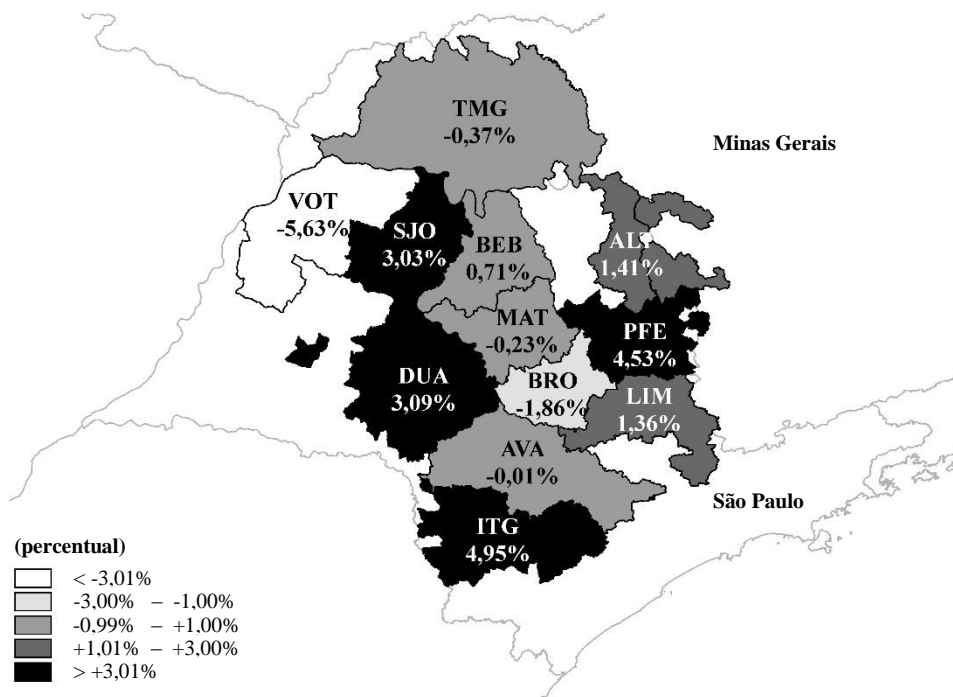 TMG
-0,37%
Minas Gerais
VOT
-5,63%
SJO
3,03%
BEB
0,71%
ALT
1,41%
MAT
-0,23%
PFE
4,53%
DUA
3,09%
BRO
-1,86%
LIM
1,36%
AVA
-0,01%
São Paulo
ITG
4,95%
(percentual)
< -3,01%
-3,00% – -1,00%
-0,99% – +1,00%
+1,01% – +3,00%
> +3,01%